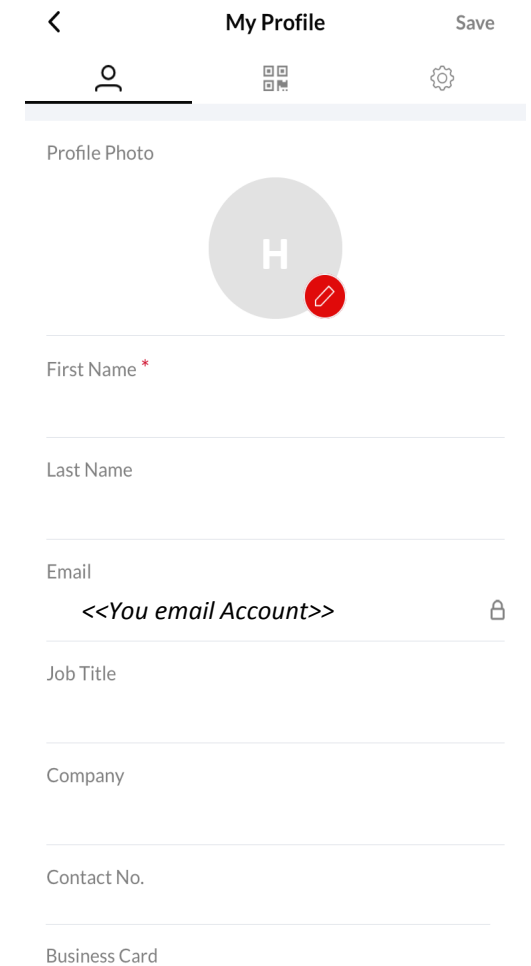 My Profile Save
Profile Photo
H
First Name *
Last Name
Email
<<You email Account>>
Job Title
Company
Contact No.
Business Card